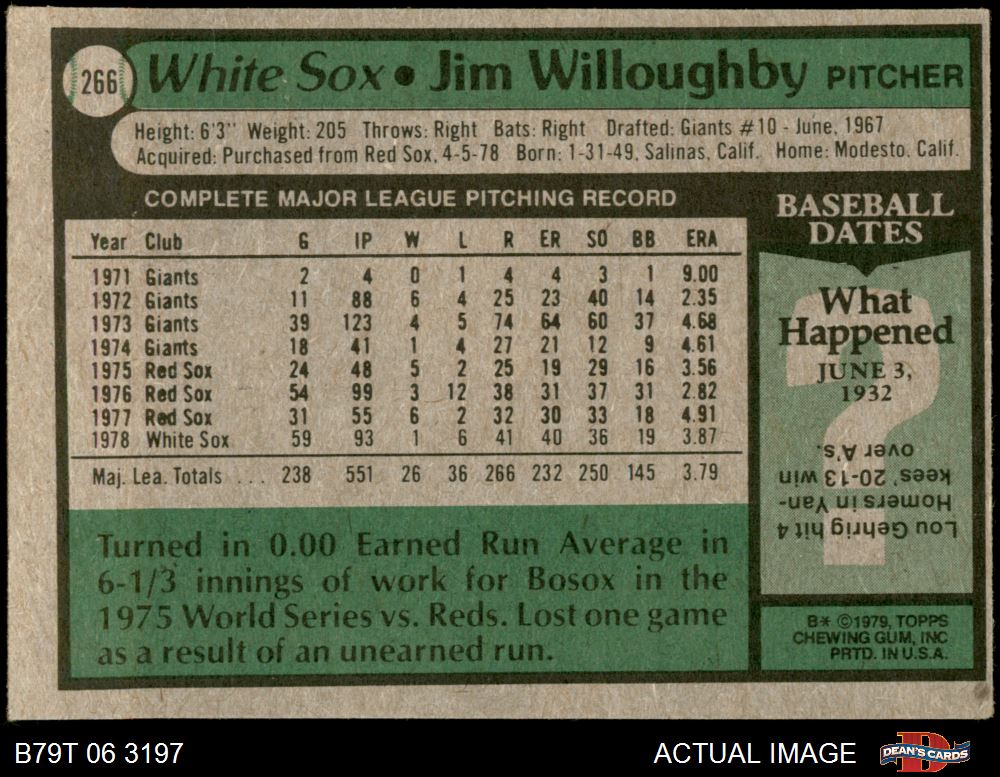 266 White Sox • Jim Willoughby PITCHER
Height: 6'3" Weight: 205 Throws: Right Bats: Right Drafted: Giants #10 - June, 1967
Acquired: Purchased from Red Sox, 4-5-78 Born: 1-31-49, Salinas, Calif. Home: Modesto, Calif.
COMPLETE MAJOR LEAGUE PITCHING RECORD
Year Club G IP W L R ER SO BB ERA
1971 Giants 2 4 0 1 4 4 3 1 9.00
1972 Giants 11 88 6 4 25 23 40 14 2.35
1973 Giants 39 123 4 5 74 64 60 37 4.68
1974 Giants 18 41 1 4 27 21 12 9 4.61
1975 Red Sox 24 48 5 2 25 19 29 16 3.56
1976 Red Sox 54 99 3 12 38 31 37 31 2.82
1977 Red Sox 31 55 6 2 32 30 33 18 4.91
1978 White Sox 59 93 1 6 41 40 36 19 3.87
Maj. Lea. Totals ... 238 551 26 36 266 232 250 145 3.79
Turned in 0.00 Earned Run Average in
6-1/3 innings of work for Bosox in the
1975 World Series vs. Reds. Lost one game
as a result of an unearned run.
BASEBALL
DATES
What
Happened
JUNE 3,
1932
?
Lou Gehrig hit 4
Homers in Yan-
kees' 20-13 win
over A's.
B* ©1979, TOPPS
CHEWING GUM, INC
PRTD. IN U.S.A.
B79T 06 3197 ACTUAL IMAGE DEAN'S CARDS